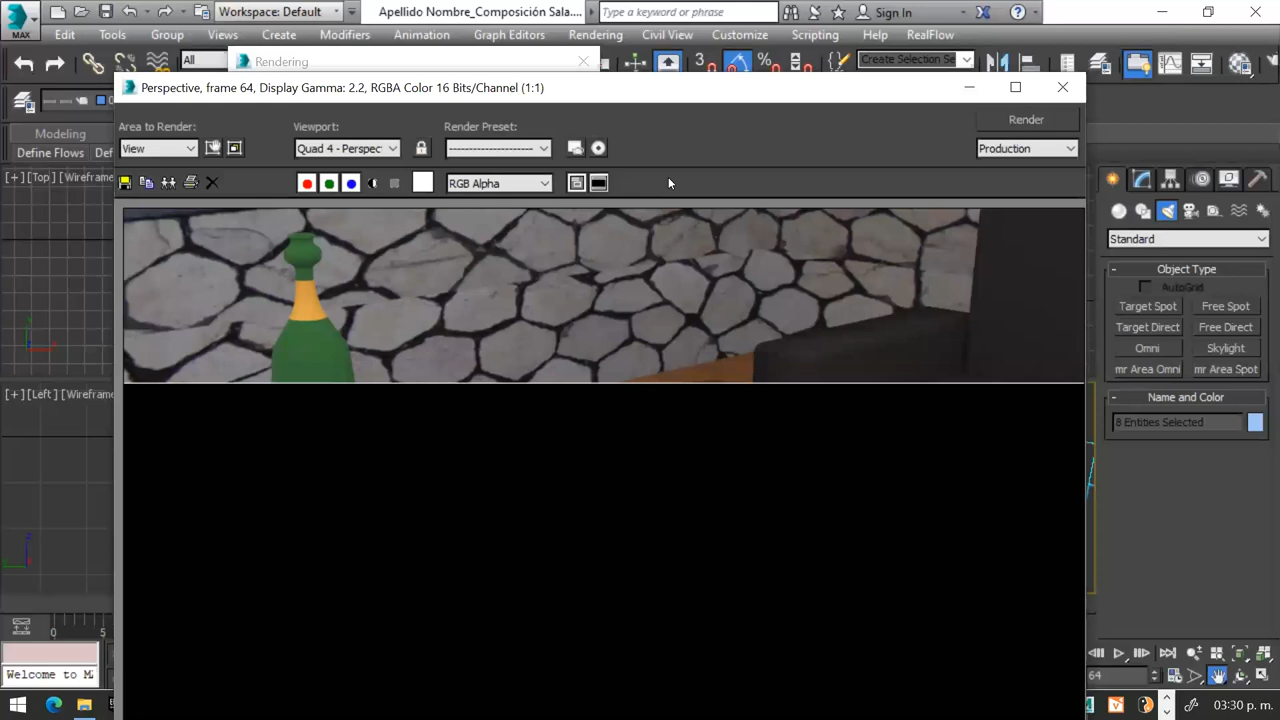 MAX
Workspace: Default
Apellido Nombre_Composición Sala....
Type a keyword or phrase
Sign In
Edit
Tools
Group
Views
Create
Modifiers
Animation
Graph Editors
Rendering
Civil View
Customize
Scripting
Help
RealFlow
All
Rendering
3
Create Selection Se
Perspective, frame 64, Display Gamma: 2.2, RGBA Color 16 Bits/Channel (1:1)
Modeling
Define Flows
Def
Area to Render:
Viewport:
Render Preset:
Render
View
Quad 4 - Perspec
Production
[+] [Top] [Wirefram
RGB Alpha
Standard
- Object Type
AutoGrid
Target Spot
Free Spot
Target Direct
Free Direct
Omni
Skylight
mr Area Omni
mr Area Spot
[+] [Left] [Wirefram
- Name and Color
8 Entities Selected
0
5
Welcome to M
64
03:30 p. m.